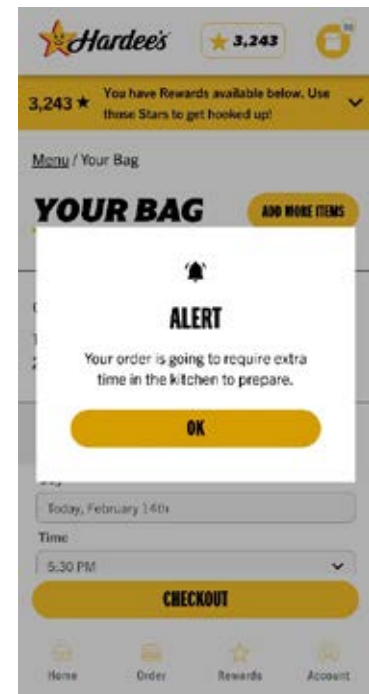 Hardee's
3,243
3,243 ★ You have Rewards available below. Use
those Stars to get hooked up!
Menu / Your Bag
YOUR BAG
ADD MORE ITEMS
ALERT
Your order is going to require extra
time in the kitchen to prepare.
OK
Today, February 14th
Time
5:30 PM
CHECKOUT
Home Order Rewards Account